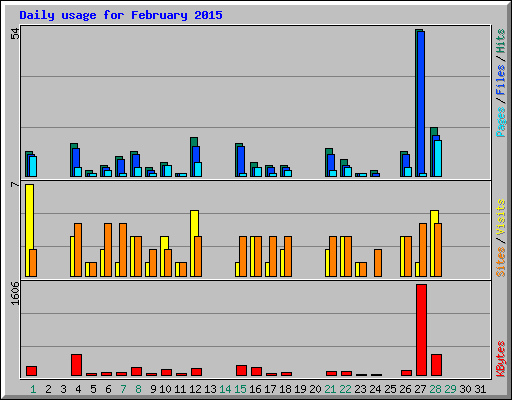 Daily usage for February 2015
54
Pages / Files / Hits
7
Sites / Visits
1606
KBytes
1 2 3 4 5 6 7 8 9 10 11 12 13 14 15 16 17 18 19 20 21 22 23 24 25 26 27 28 29 30 31